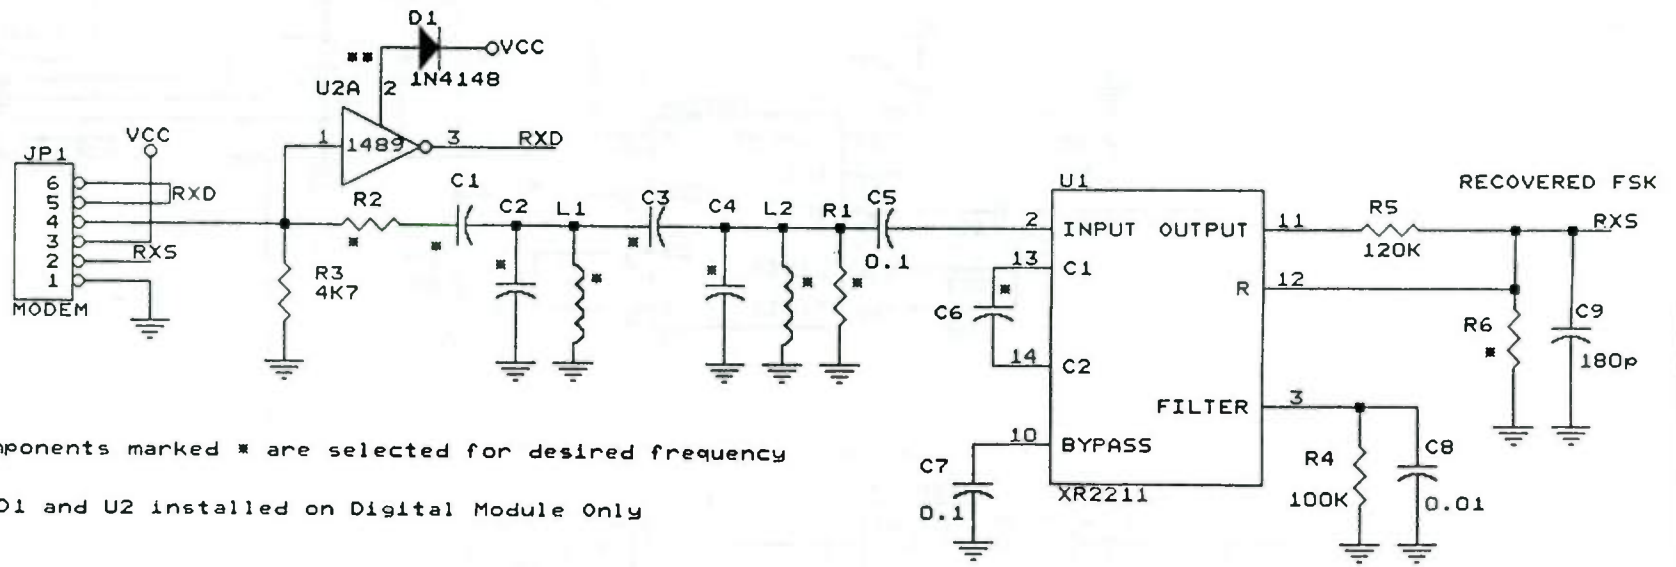 D1
VCC
**
1N4148
U2A
2
1
1489
3
RXD
VCC
JP1
6
5
4
3
2
1
RXD
RXS
MODEM
R3
4K7
R2
*
C1
*
C2
*
L1
*
C3
*
C4
*
L2
*
R1
*
C5
0.1
U1
2
INPUT
OUTPUT
11
13
C1
*
C6
R
12
14
C2
FILTER
3
10
BYPASS
C7
0.1
XR2211
RECOVERED FSK
R5
120K
RXS
R6
*
C9
180p
R4
100K
C8
0.01
ponents marked * are selected for desired frequency
D1 and U2 installed on Digital Module Only